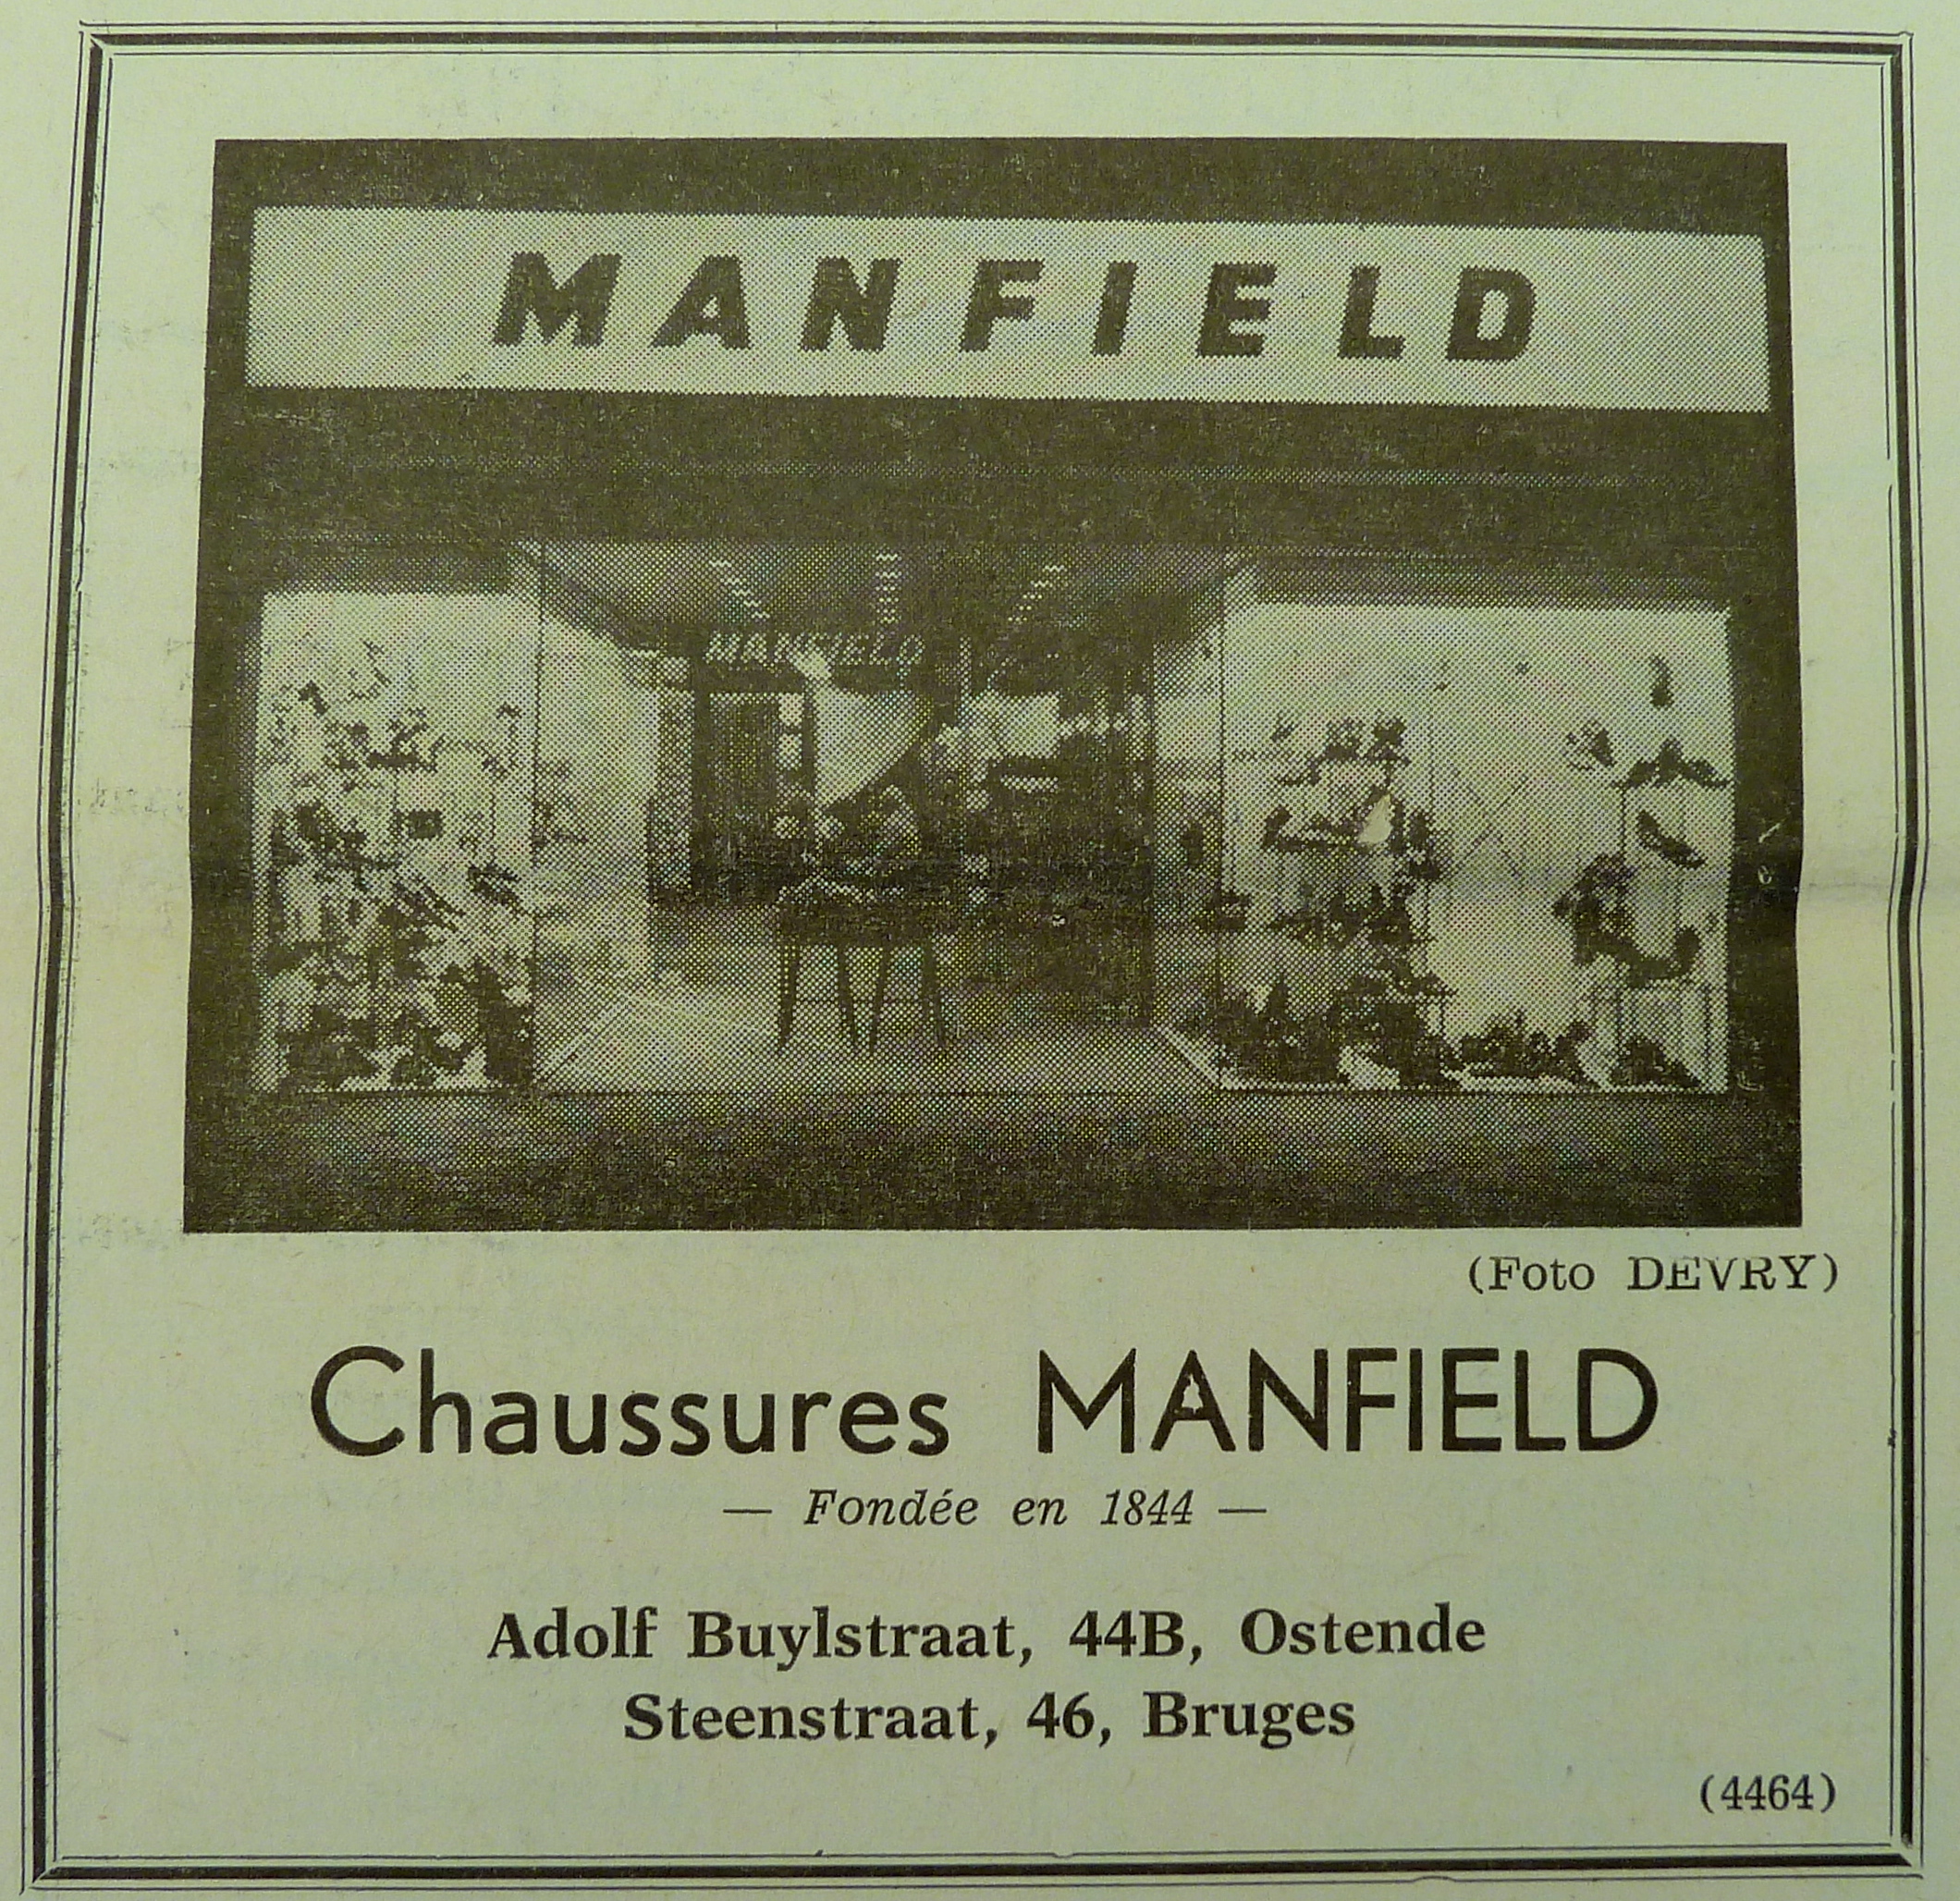 MANFIELD
MANFIELD
(Foto DEVRY)
Chaussures MANFIELD
— Fondée en 1844 —
Adolf Buylstraat, 44B, Ostende
Steenstraat, 46, Bruges
(4464)